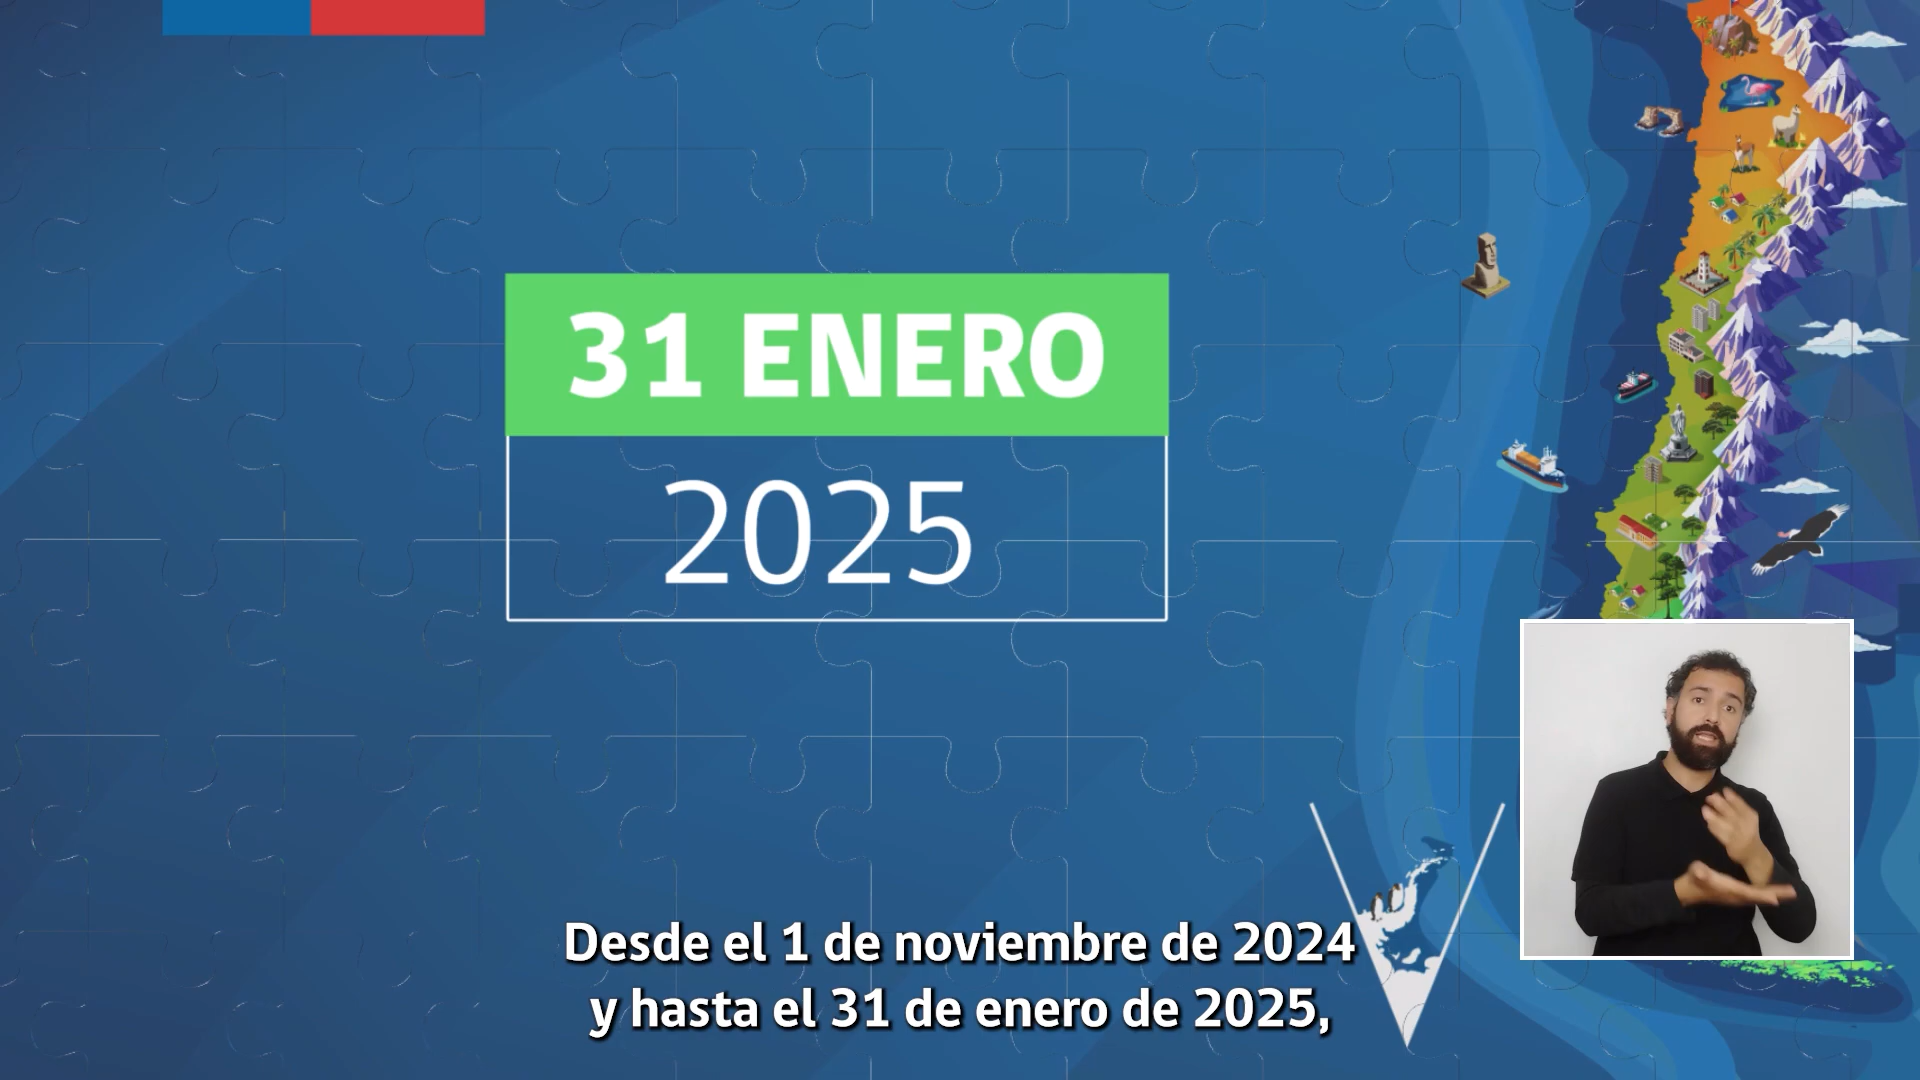 31 ENERO
2025
Desde el 1 de noviembre de 2024
y hasta el 31 de enero de 2025,